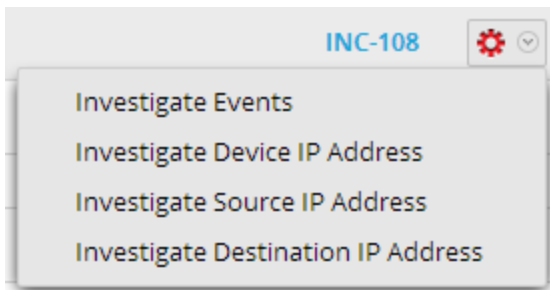 INC-108
Investigate Events
Investigate Device IP Address
Investigate Source IP Address
Investigate Destination IP Address